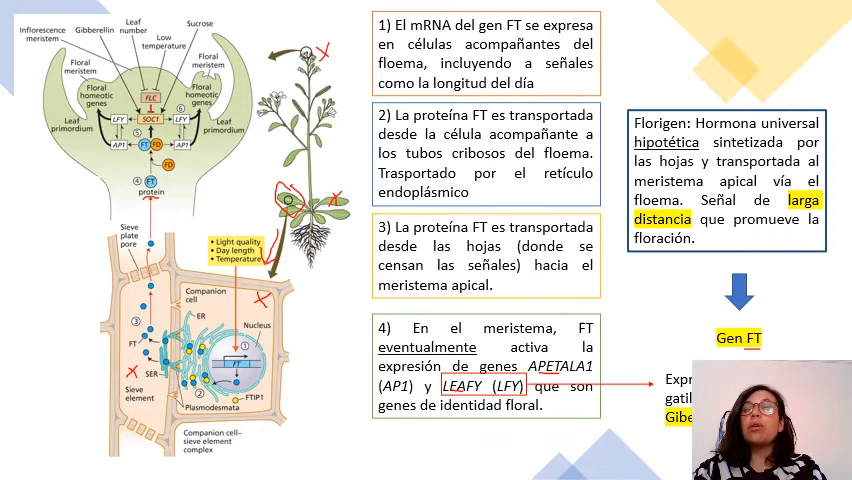 Inflorescence
meristem
Gibberellin
Leaf
number
Sucrose
Low
temperature
Floral
meristem
Floral
meristem
Floral
homeotic
genes
Floral
homeotic
genes
FLC
LFY
SOC1
⑥
LFY
Leaf
primordium
Leaf
primordium
⑤
AP1
FT
FD
AP1
FD
④
FT
protein
Sieve
plate
pore
• Light quality
• Day length
• Temperature
Companion
cell
ER
Nucleus
③
①
FT
FT
SER
②
FTIP1
Sieve
element
Plasmodesmata
Companion cell–
sieve element
complex
1) El mRNA del gen FT se expresa
en células acompañantes del
floema, incluyendo a señales
como la longitud del día
2) La proteína FT es transportada
desde la célula acompañante a
los tubos cribosos del floema.
Trasportado por el retículo
endoplásmico
3) La proteína FT es transportada
desde las hojas (donde se
censan las señales) hacia el
meristema apical.
4) En el meristema, FT
eventualmente activa la
expresión de genes APETALA1
(AP1) y LEAFY (LFY) que son
genes de identidad floral.
Florigen: Hormona universal
hipotética sintetizada por
las hojas y transportada al
meristema apical vía el
floema. Señal de larga
distancia que promueve la
floración.
Gen FT